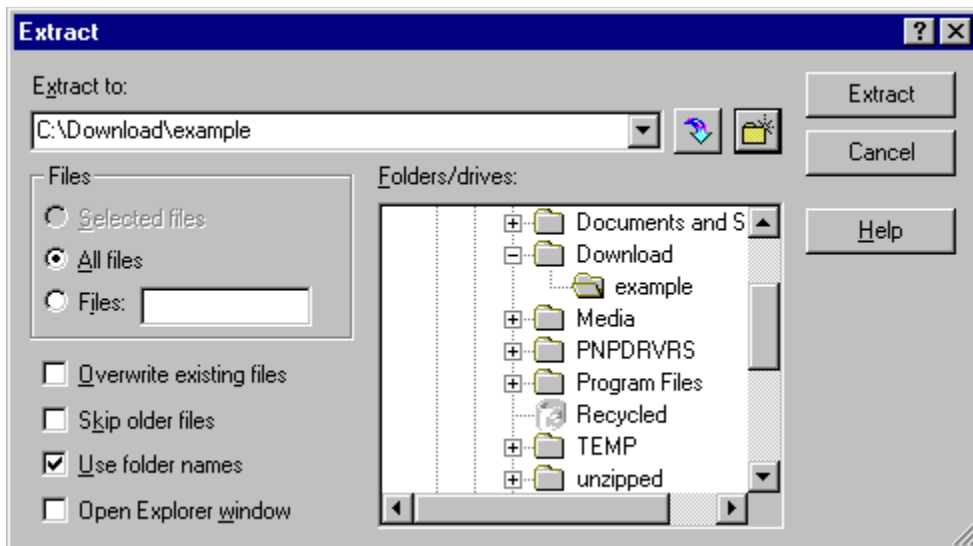 Extract
Extract to:
Extract
C:\Download\example
Cancel
Files
Folders/drives:
Selected files
All files
Files:
Help
Documents and S
Download
example
Media
PNPDRVRS
Program Files
Recycled
TEMP
unzipped
Overwrite existing files
Skip older files
Use folder names
Open Explorer window